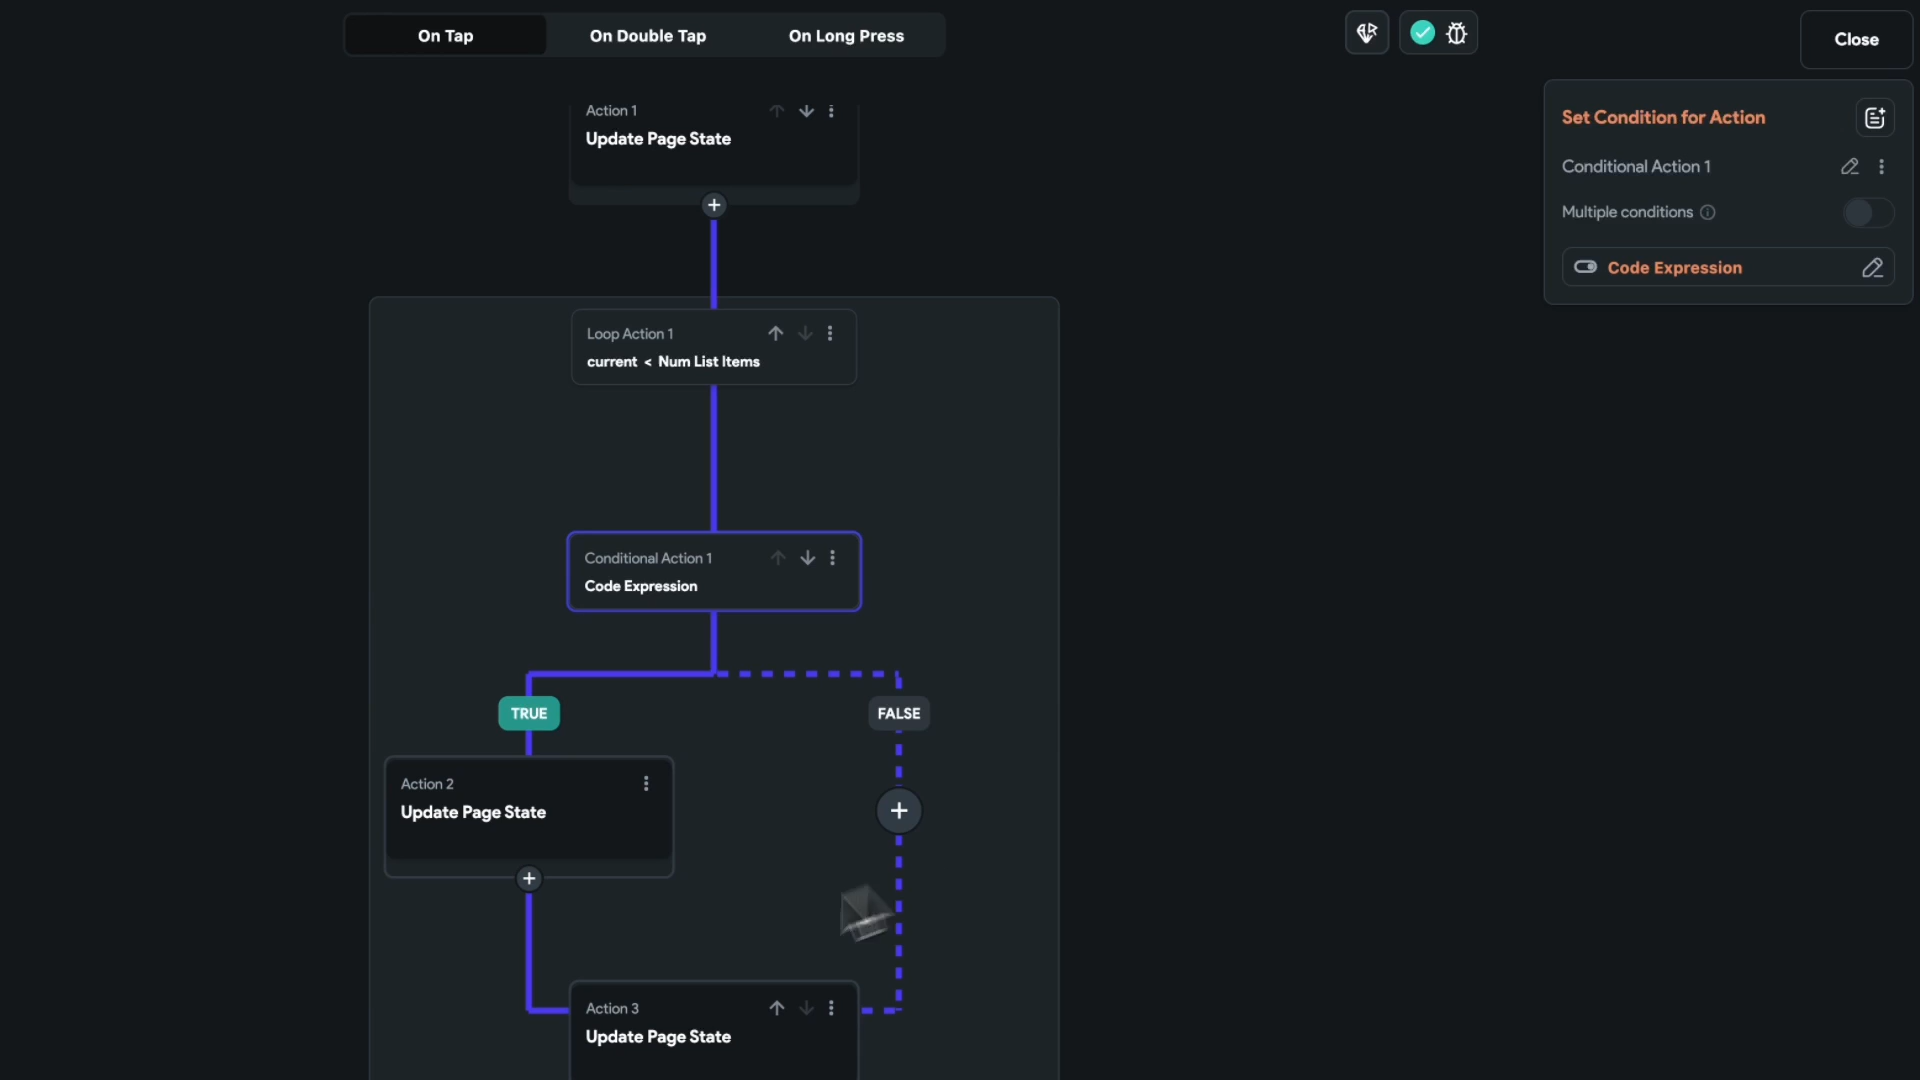 On Tap
On Double Tap
On Long Press
Close
Action 1
Update Page State
Set Condition for Action
Conditional Action 1
Multiple conditions
Code Expression
Loop Action 1
current < Num List Items
Conditional Action 1
Code Expression
TRUE
FALSE
Action 2
Update Page State
Action 3
Update Page State